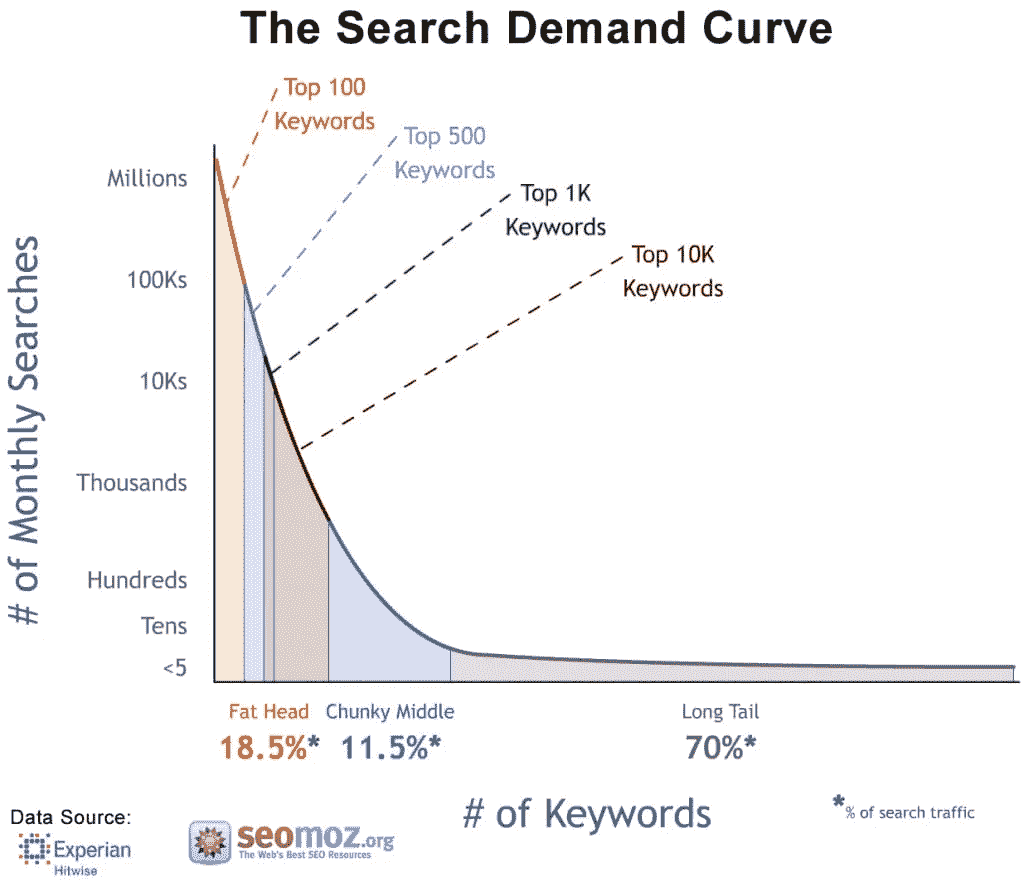 The Search Demand Curve
Top 100
Keywords
Top 500
Keywords
Top 1K
Keywords
Top 10K
Keywords
# of Monthly Searches
Millions
100Ks
10Ks
Thousands
Hundreds
Tens
<5
Fat Head
18.5%*
Chunky Middle
11.5%*
Long Tail
70%*
# of Keywords
*% of search traffic
Data Source:
Experian
Hitwise
seomoz.org
The Web's Best SEO Resources